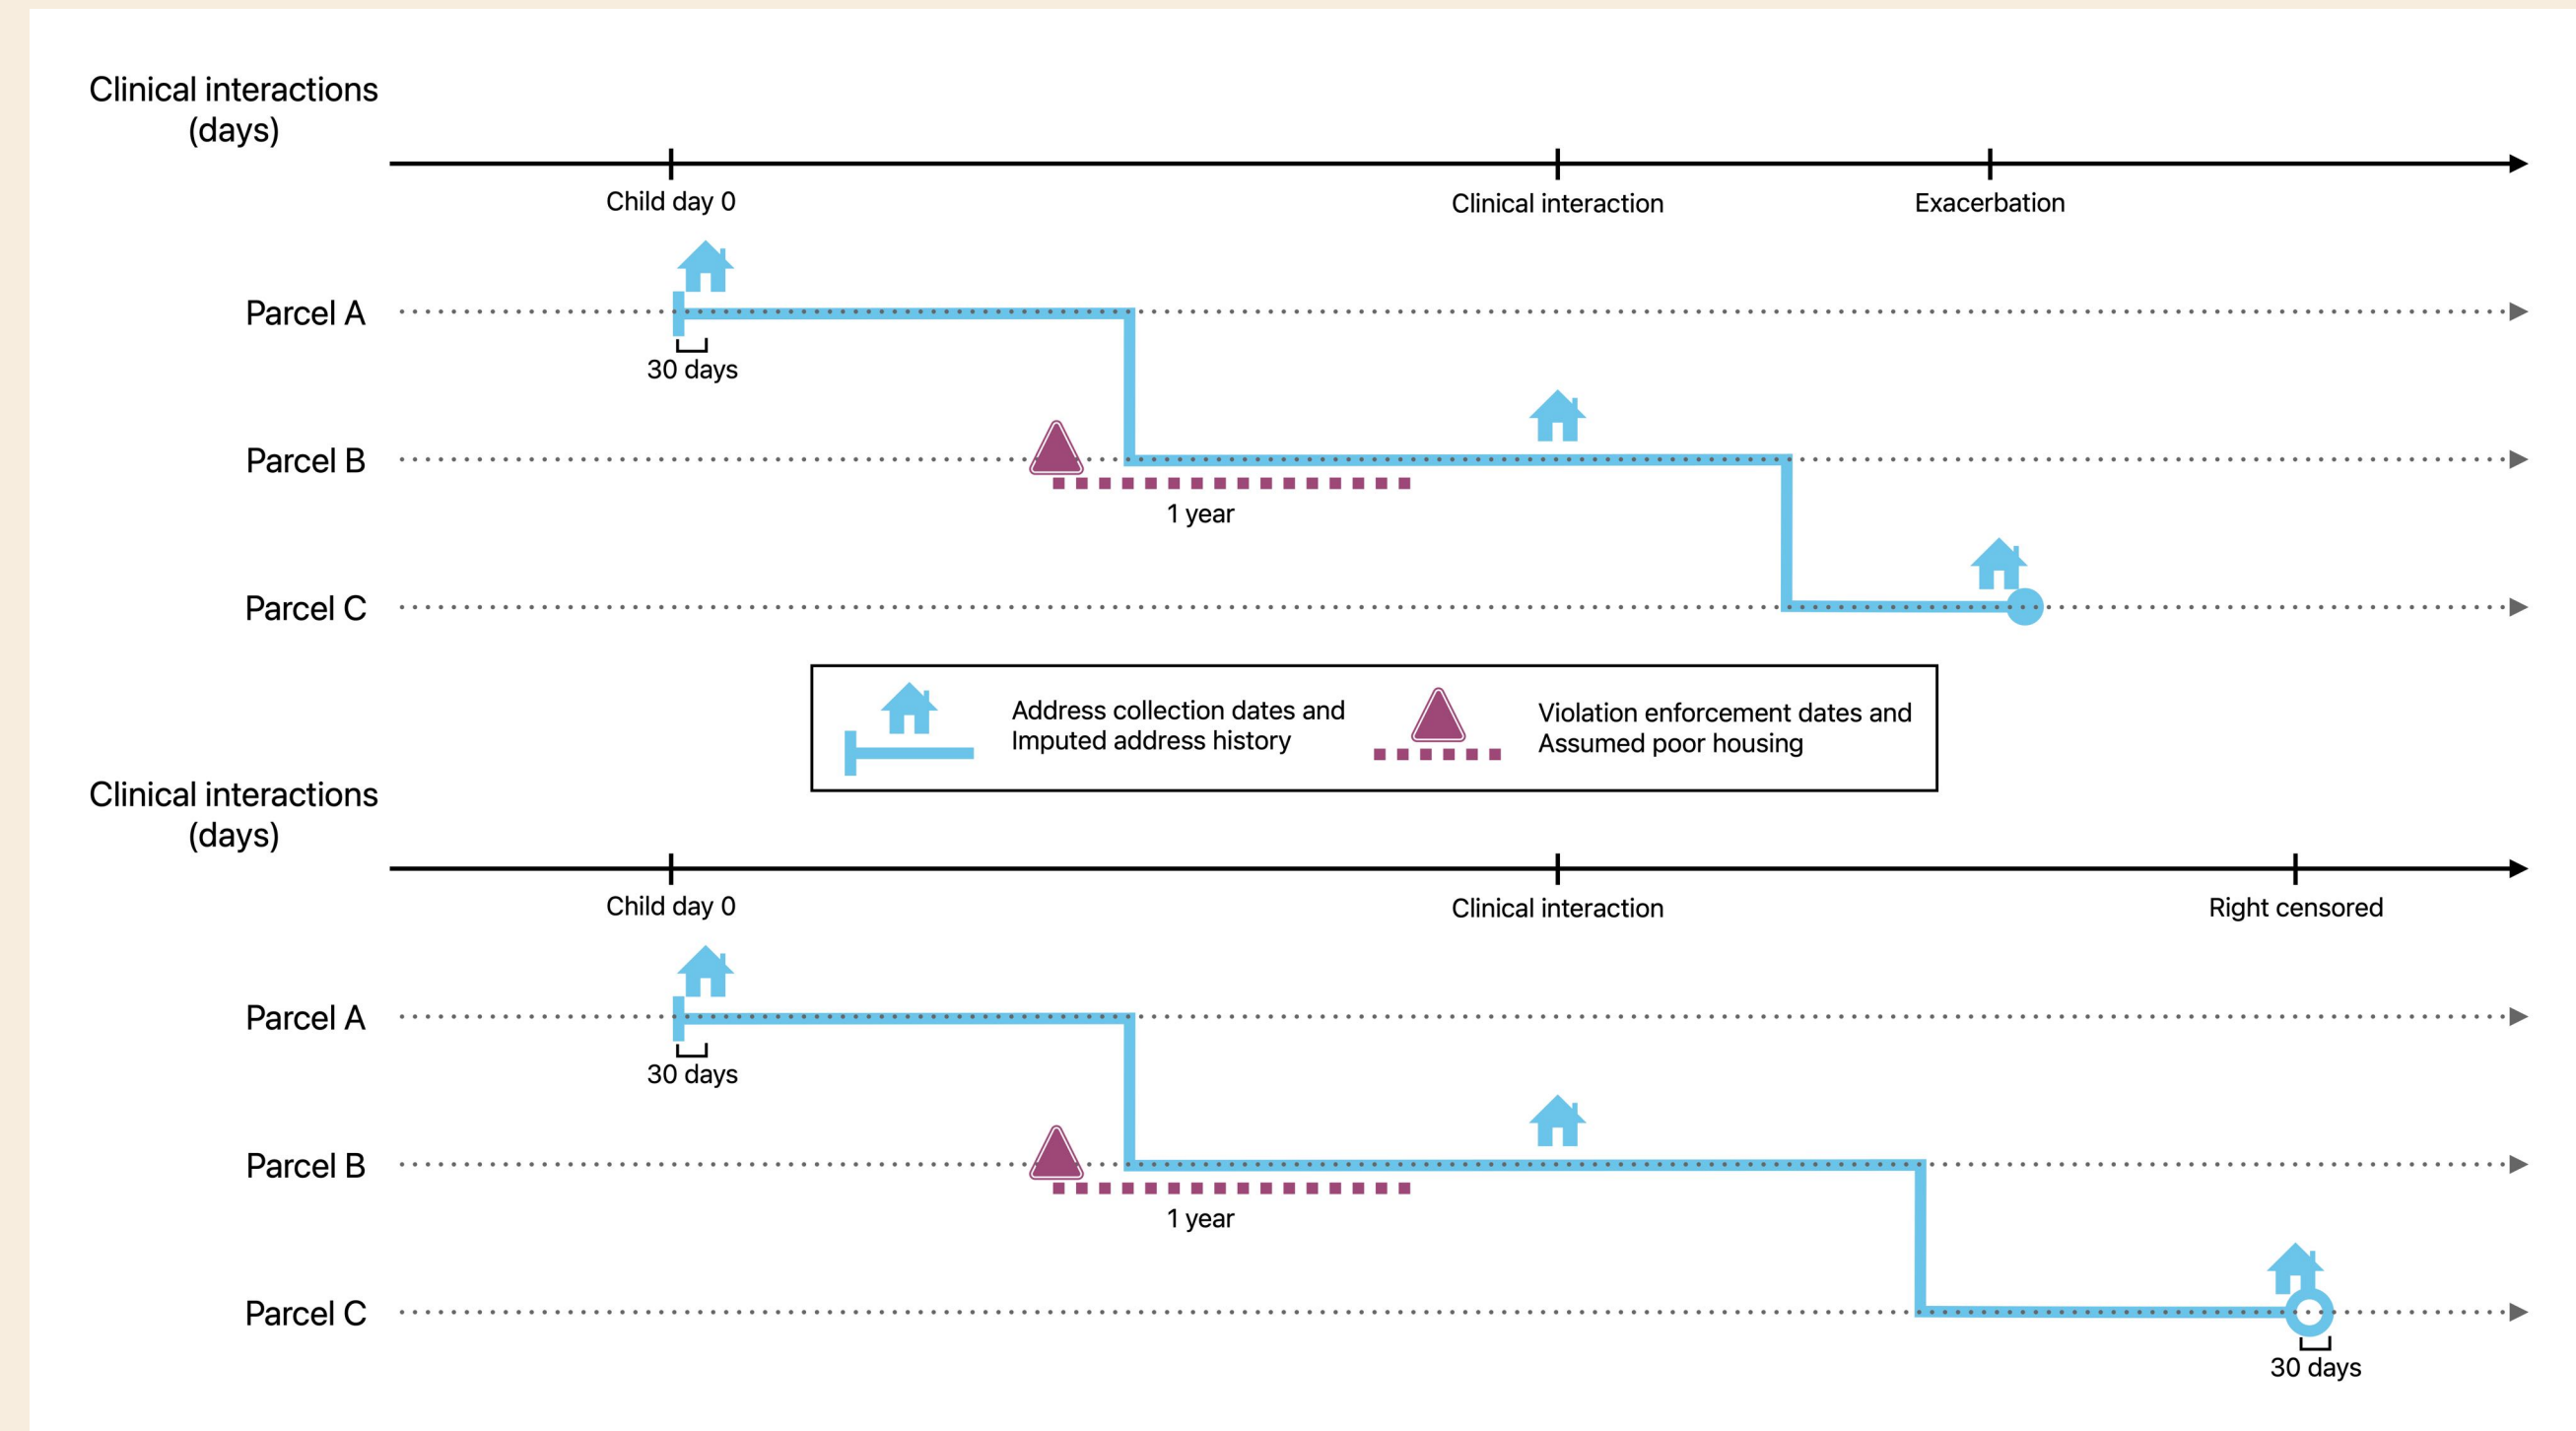 Clinical interactions
(days)
Child day 0
Clinical interaction
Exacerbation
Parcel A
30 days
Parcel B
1 year
Parcel C
Address collection dates and
Imputed address history
Violation enforcement dates and
Assumed poor housing
Clinical interactions
(days)
Child day 0
Clinical interaction
Right censored
Parcel A
30 days
Parcel B
1 year
Parcel C
30 days